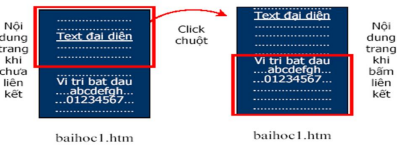 Nội
dung
trang
khi
chưa
liên
kết
....................
....................
Text đại diện
....................
....................
....................
Vi tri bat dau
....abcdefgh...
...01234567...
....................
baihoc1.htm
Click
chuột
....................
Text đại diện
....................
....................
....................
Vi tri bat dau
....abcdefgh...
...01234567...
....................
....................
....................
baihoc1.htm
Nội
dung
trang
khi
bấm
liên
kết